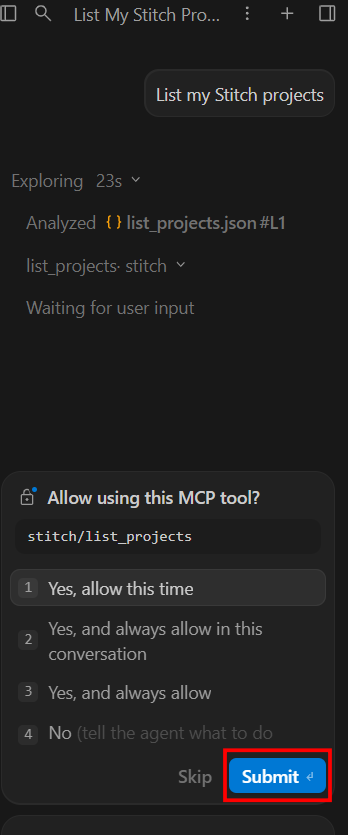 List My Stitch Pro...
List my Stitch projects
Exploring 23s
Analyzed {} list_projects.json #L1
list_projects· stitch
Waiting for user input
Allow using this MCP tool?
stitch/list_projects
1 Yes, allow this time
2 Yes, and always allow in this
conversation
3 Yes, and always allow
4 No (tell the agent what to do
Skip Submit ↵